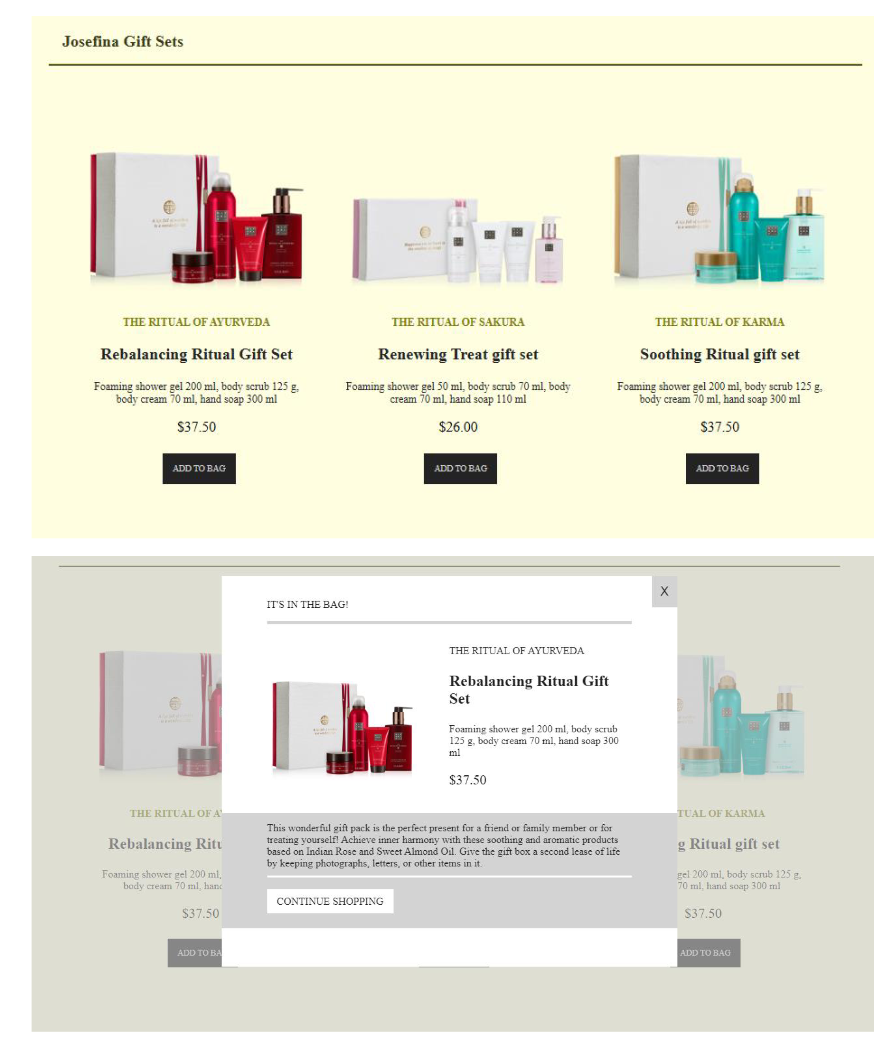 Josefina Gift Sets
THE RITUAL OF AYURVEDA
Rebalancing Ritual Gift Set
Foaming shower gel 200 ml, body scrub 125 g,
body cream 70 ml, hand soap 300 ml
$37.50
ADD TO BAG
THE RITUAL OF SAKURA
Renewing Treat gift set
Foaming shower gel 50 ml, body scrub 70 ml, body
cream 70 ml, hand soap 110 ml
$26.00
ADD TO BAG
THE RITUAL OF KARMA
Soothing Ritual gift set
Foaming shower gel 200 ml, body scrub 125 g,
body cream 70 ml, hand soap 300 ml
$37.50
ADD TO BAG
X
IT'S IN THE BAG!
THE RITUAL OF AYURVEDA
Rebalancing Ritual Gift
Set
Foaming shower gel 200 ml, body scrub
125 g, body cream 70 ml, hand soap 300
ml
$37.50
This wonderful gift pack is the perfect present for a friend or family member or for
treating yourself! Achieve inner harmony with these soothing and aromatic products
based on Indian Rose and Sweet Almond Oil. Give the gift box a second lease of life
by keeping photographs, letters, or other items in it.
CONTINUE SHOPPING
THE RITUAL OF A
Rebalancing Ritu
Foaming shower gel 200 ml,
body cream 70 ml, hand
$37.50
ADD TO BA
TUAL OF KARMA
g Ritual gift set
gel 200 ml, body scrub 125 g,
70 ml, hand soap 300 ml
$37.50
ADD TO BAG